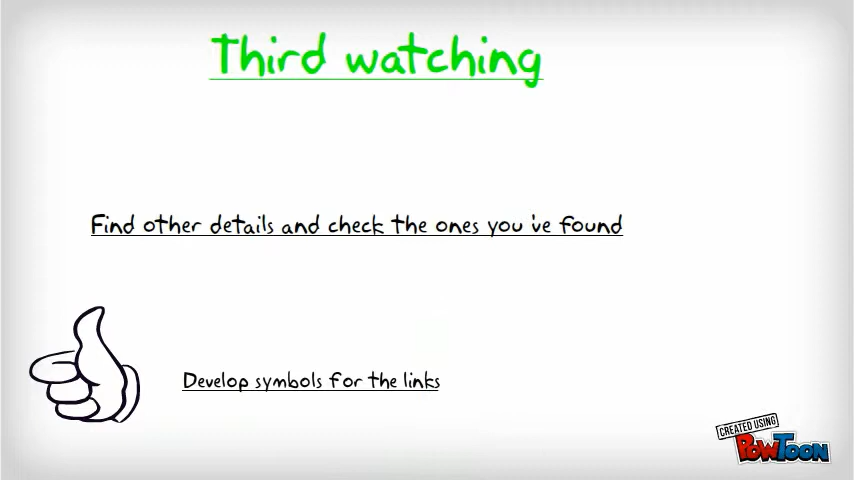 Third watching
Find other details and check the ones you've found
Develop symbols for the links
CREATED USING
POWTOON